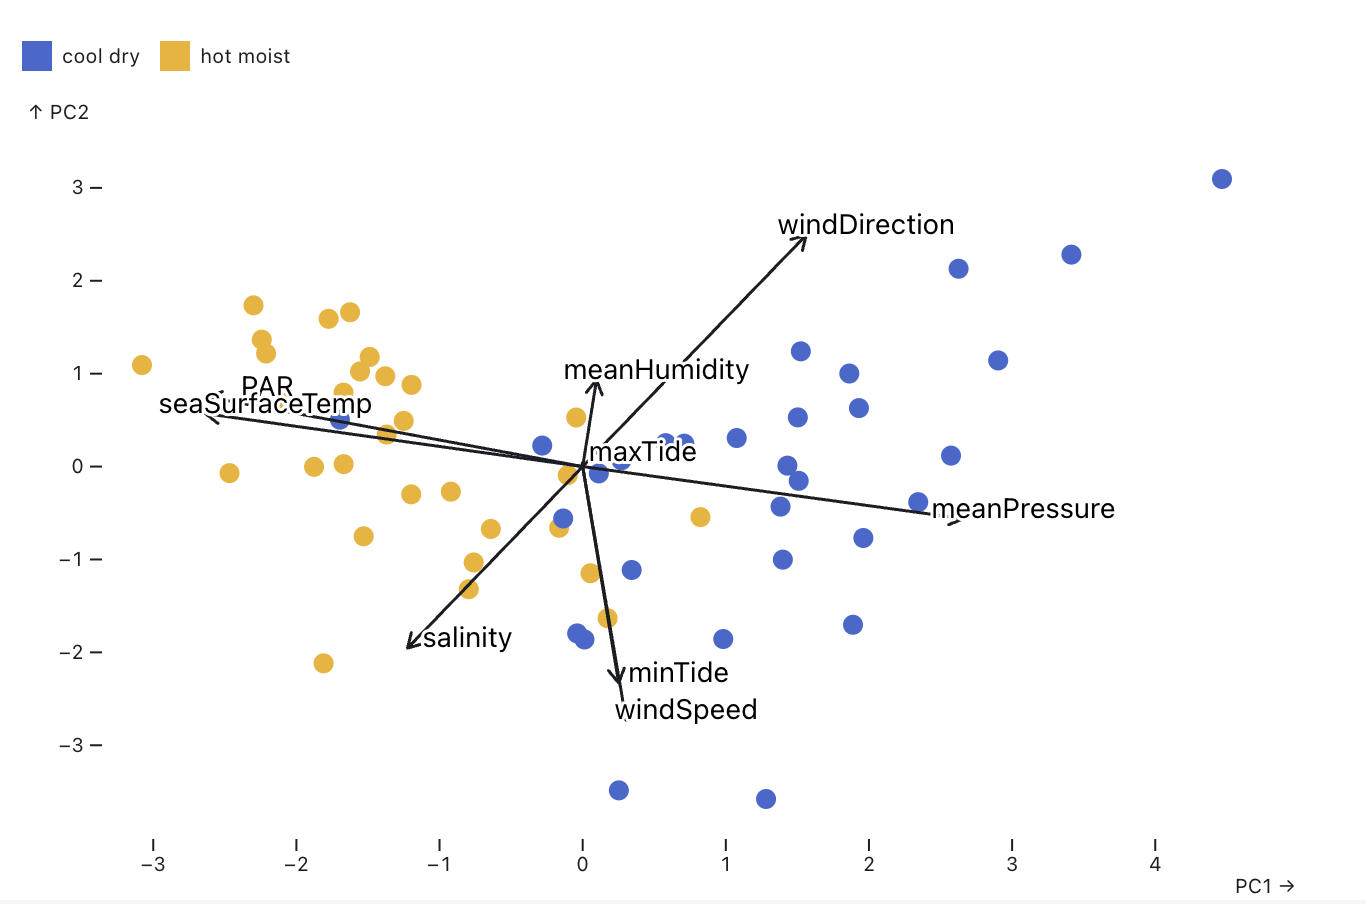 cool dry hot moist
↑ PC2
3
windDirection
2
meanHumidity
1
PAR
seaSurfaceTemp
maxTide
0
meanPressure
−1
salinity
−2
minTide
windSpeed
−3
−3 −2 −1 0 1 2 3 4
PC1 →